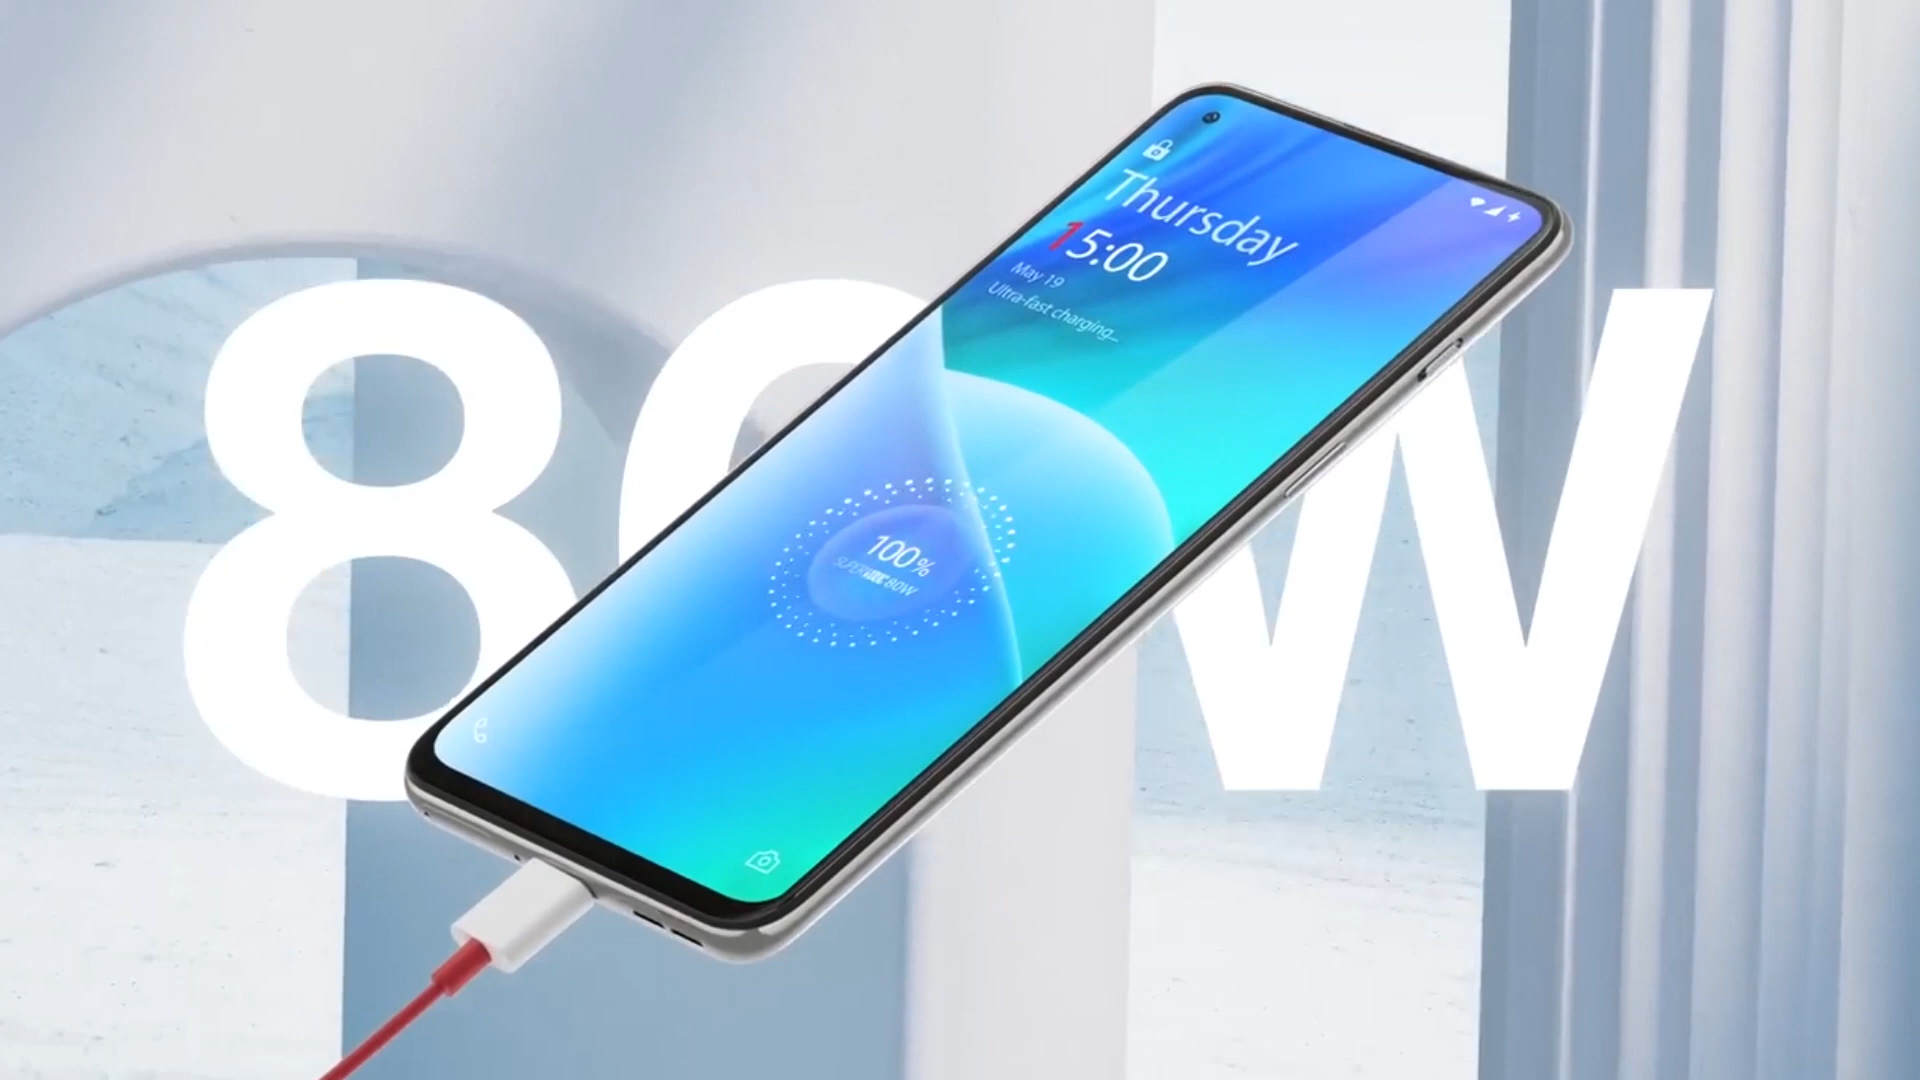 80W
Thursday
15:00
May 19
Ultra-fast charging...
100%
SUPERVOOC 80W